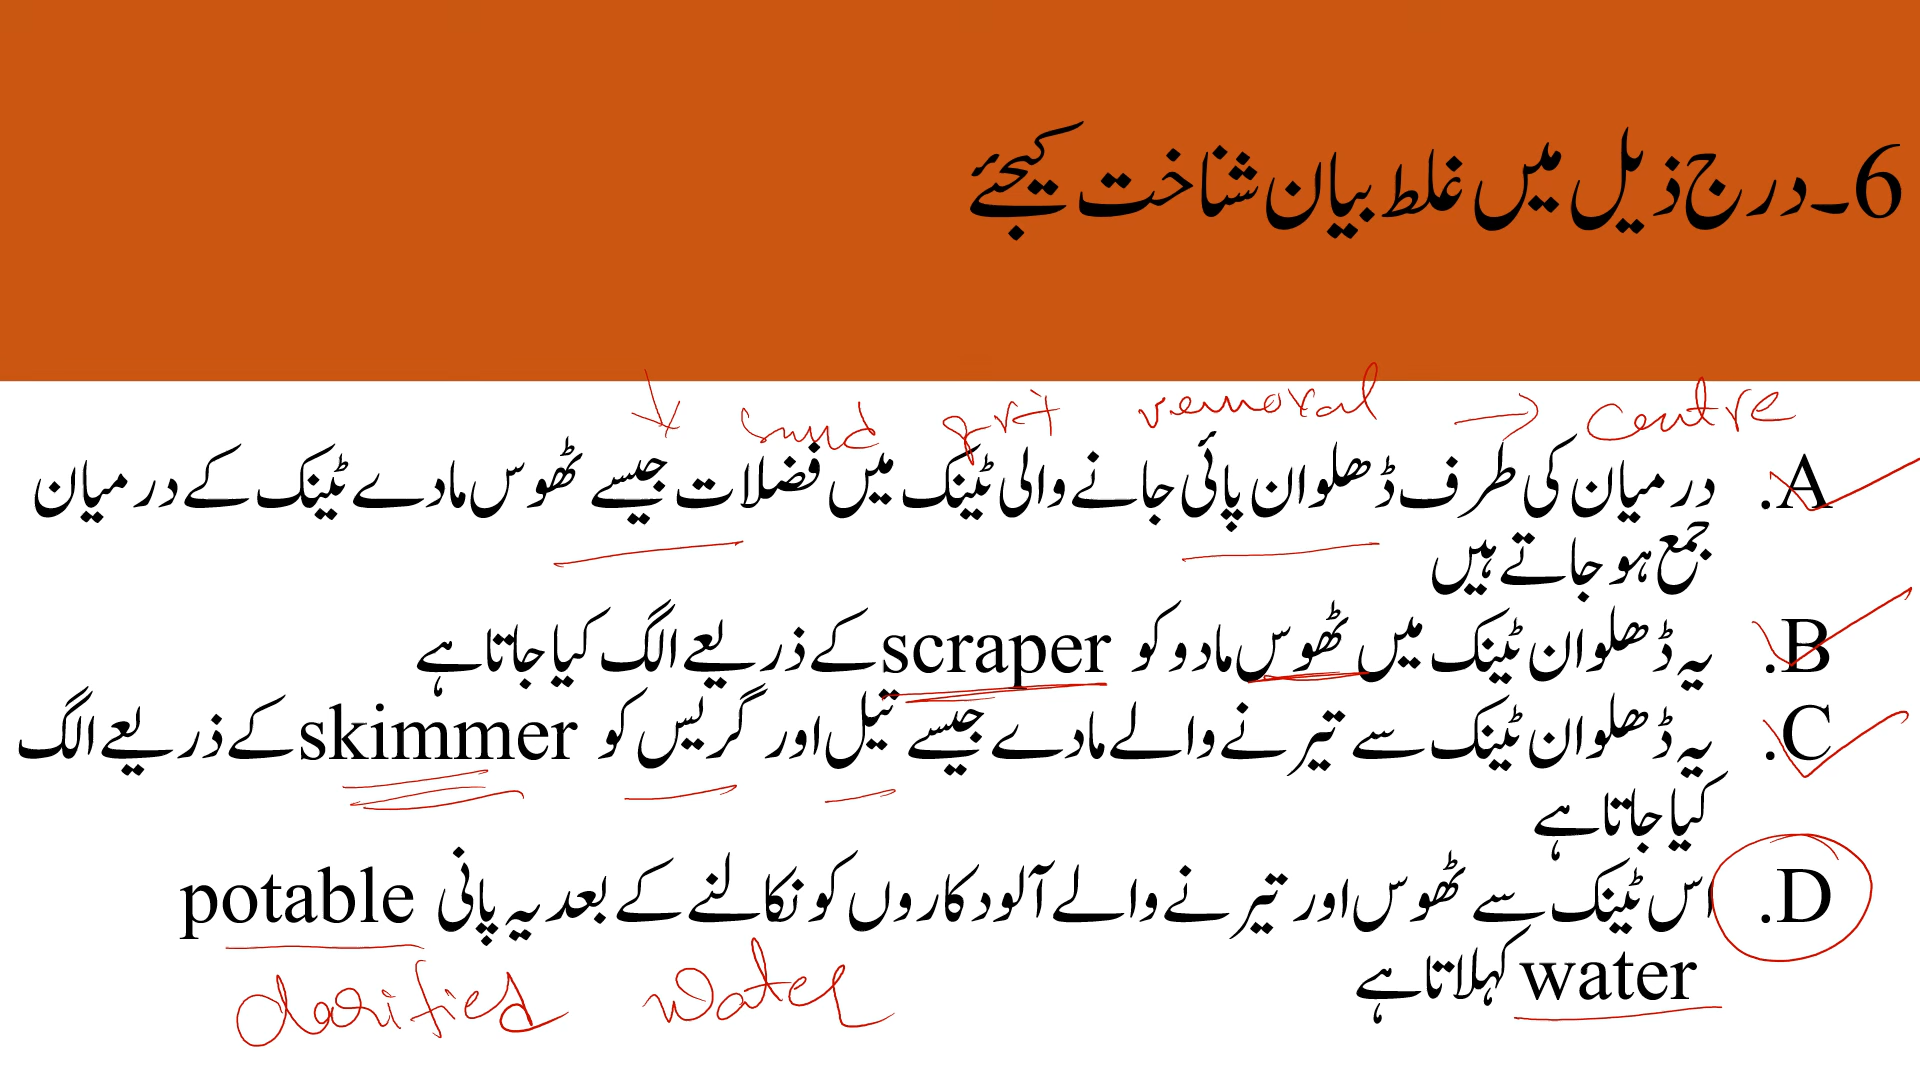 6۔درج ذیل میں غلط بیان شناخت کیجئے
sand grit removal → centre
A. درمیان کی طرف ڈھلوان پائی جانے والی ٹینک میں فضلات جیسے ٹھوس مادے ٹینک کے درمیان
جمع ہو جاتے ہیں
B. یہ ڈھلوان ٹینک میں ٹھوس مادو کو scraper کے ذریعے الگ کیا جاتا ہے
C. یہ ڈھلوان ٹینک سے تیرنے والے مادے جیسے تیل اور گریس کو skimmer کے ذریعے الگ
کیا جاتا ہے
D. اس ٹینک سے ٹھوس اور تیرنے والے آلودکاروں کو نکالنے کے بعد یہ پانی potable
water کہلاتا ہے
clarified water